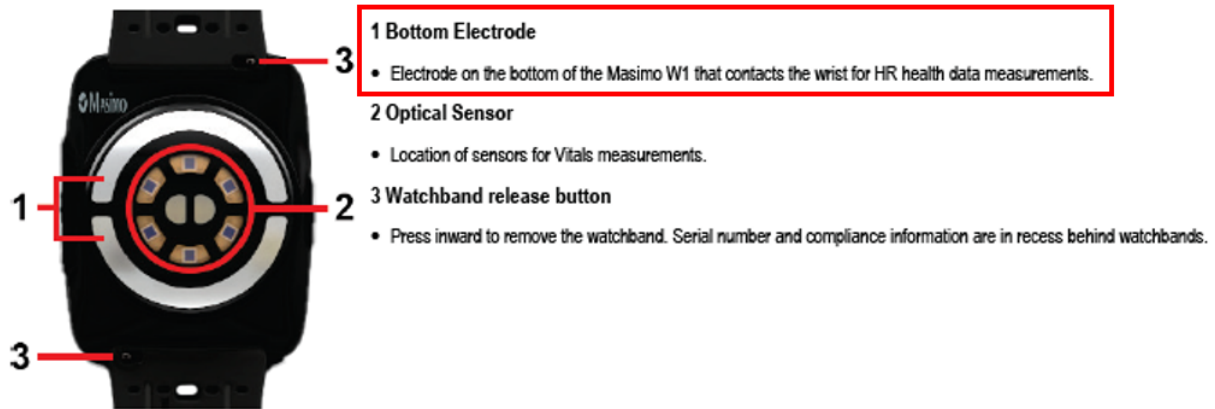 1 Bottom Electrode
• Electrode on the bottom of the Masimo W1 that contacts the wrist for HR health data measurements.
2 Optical Sensor
• Location of sensors for Vitals measurements.
3 Watchband release button
• Press inward to remove the watchband. Serial number and compliance information are in recess behind watchbands.
3
Masimo
1
2
3